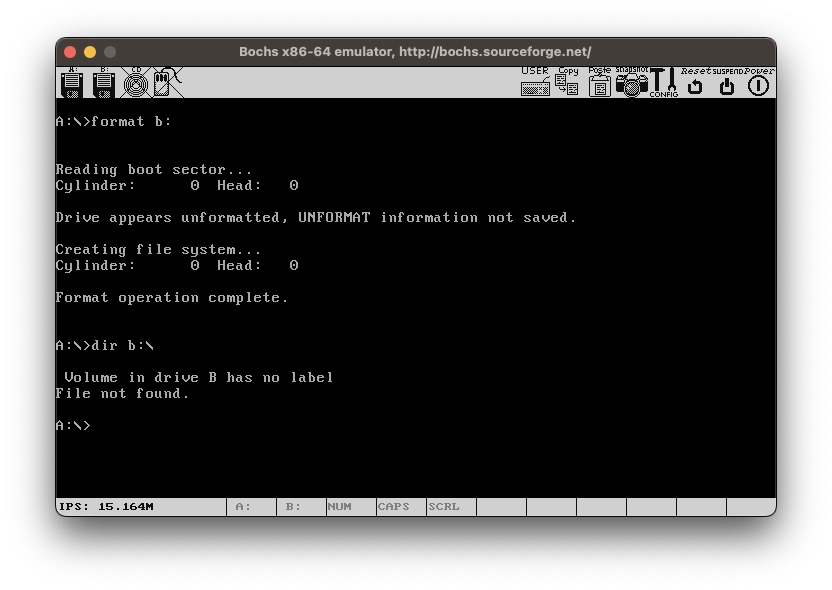 Bochs x86-64 emulator, http://bochs.sourceforge.net/
A: B: CD USER Copy Paste snapshot CONFIG Reset SUSPEND Power
A:\>format b:
Reading boot sector...
Cylinder: 0 Head: 0
Drive appears unformatted, UNFORMAT information not saved.
Creating file system...
Cylinder: 0 Head: 0
Format operation complete.
A:\>dir b:\
Volume in drive B has no label
File not found.
A:\>
IPS: 15.164M A: B: NUM CAPS SCRL